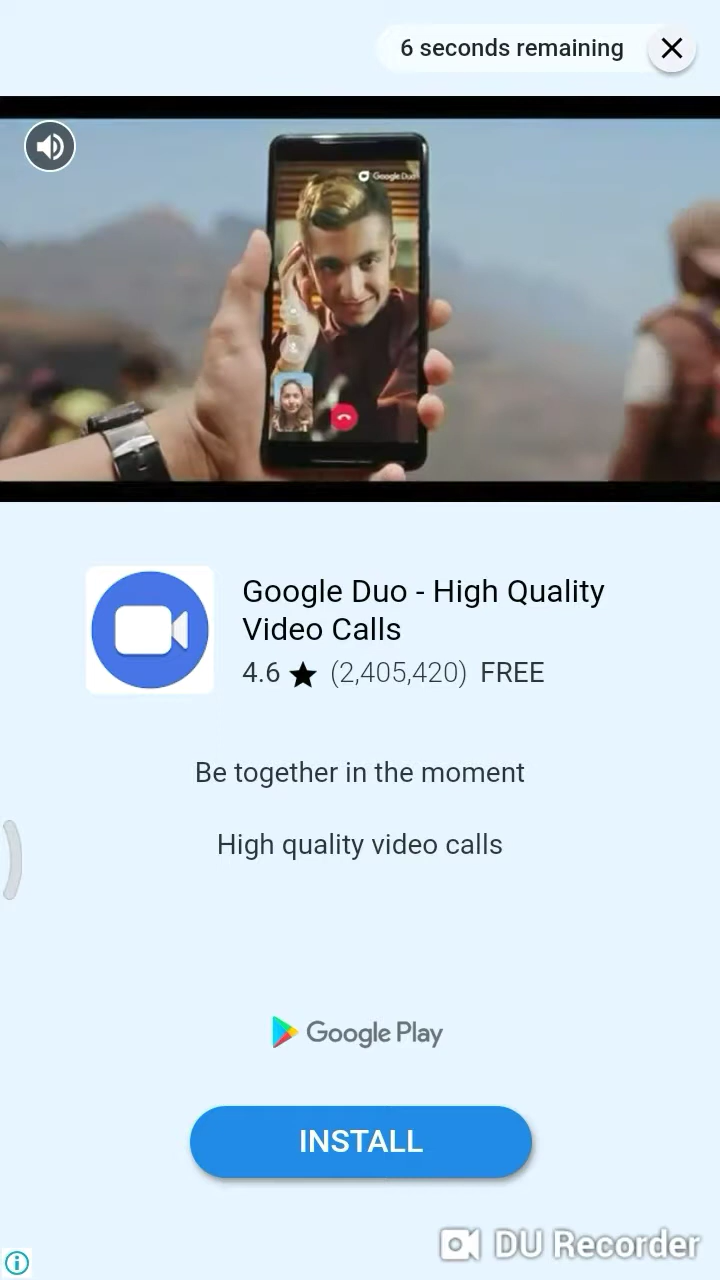 6 seconds remaining
Google Duo
Google Duo - High Quality
Video Calls
4.6 ★ (2,405,420) FREE
Be together in the moment
High quality video calls
Google Play
INSTALL
DU Recorder